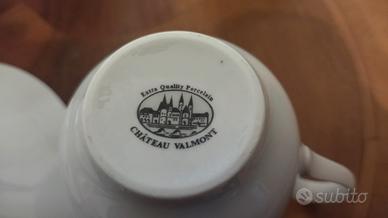 Extra Quality Porcelain
CHÂTEAU VALMONT
subito